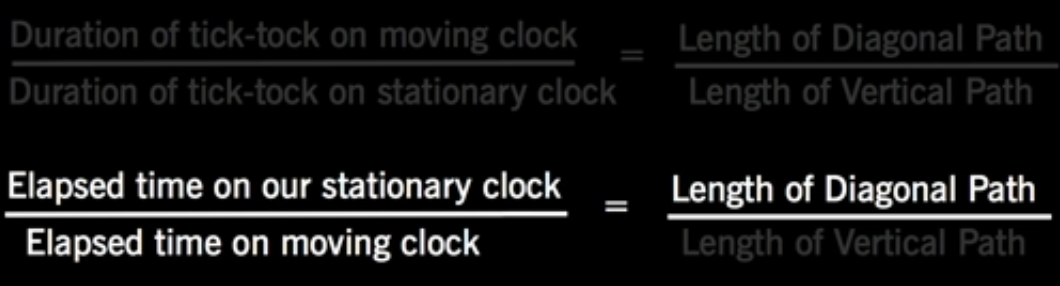 Duration of tick-tock on moving clock = Length of Diagonal Path
Duration of tick-tock on stationary clock Length of Vertical Path
Elapsed time on our stationary clock = Length of Diagonal Path
Elapsed time on moving clock Length of Vertical Path